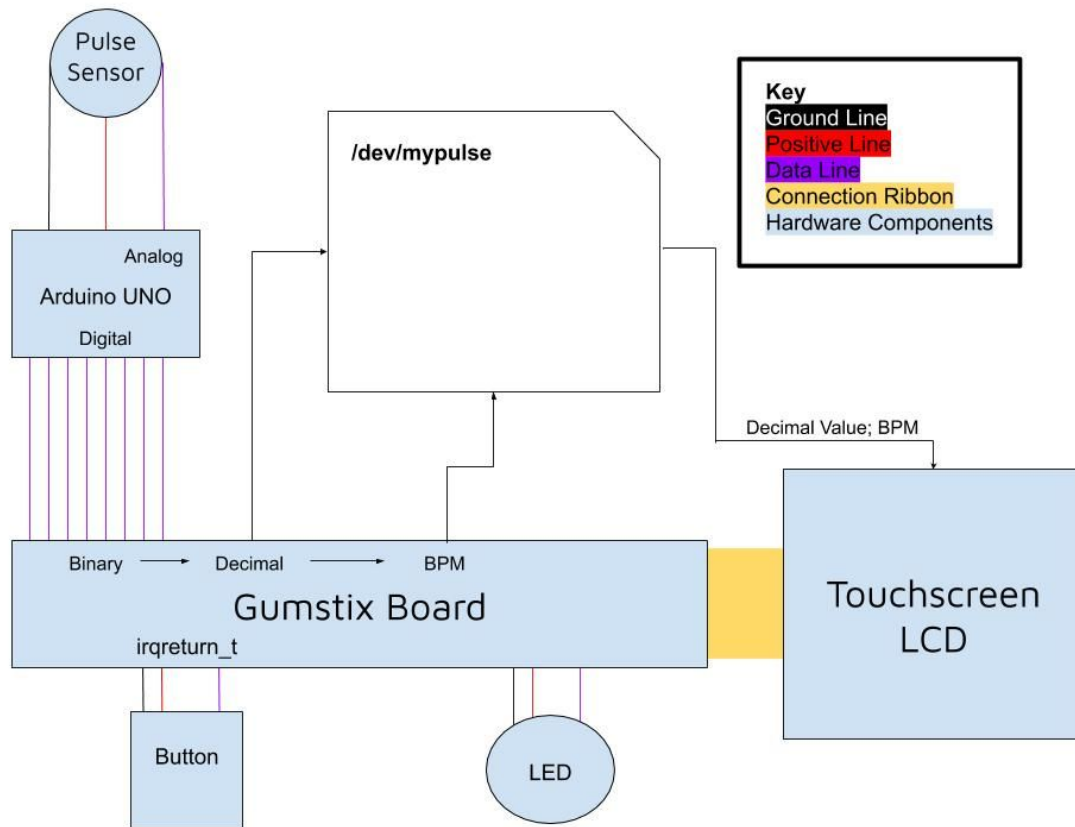 Pulse
Sensor
Key
Ground Line
Positive Line
Data Line
Connection Ribbon
Hardware Components
/dev/mypulse
Analog
Arduino UNO
Digital
Decimal Value; BPM
Binary
Decimal
BPM
Gumstix Board
irqreturn_t
Touchscreen
LCD
Button
LED